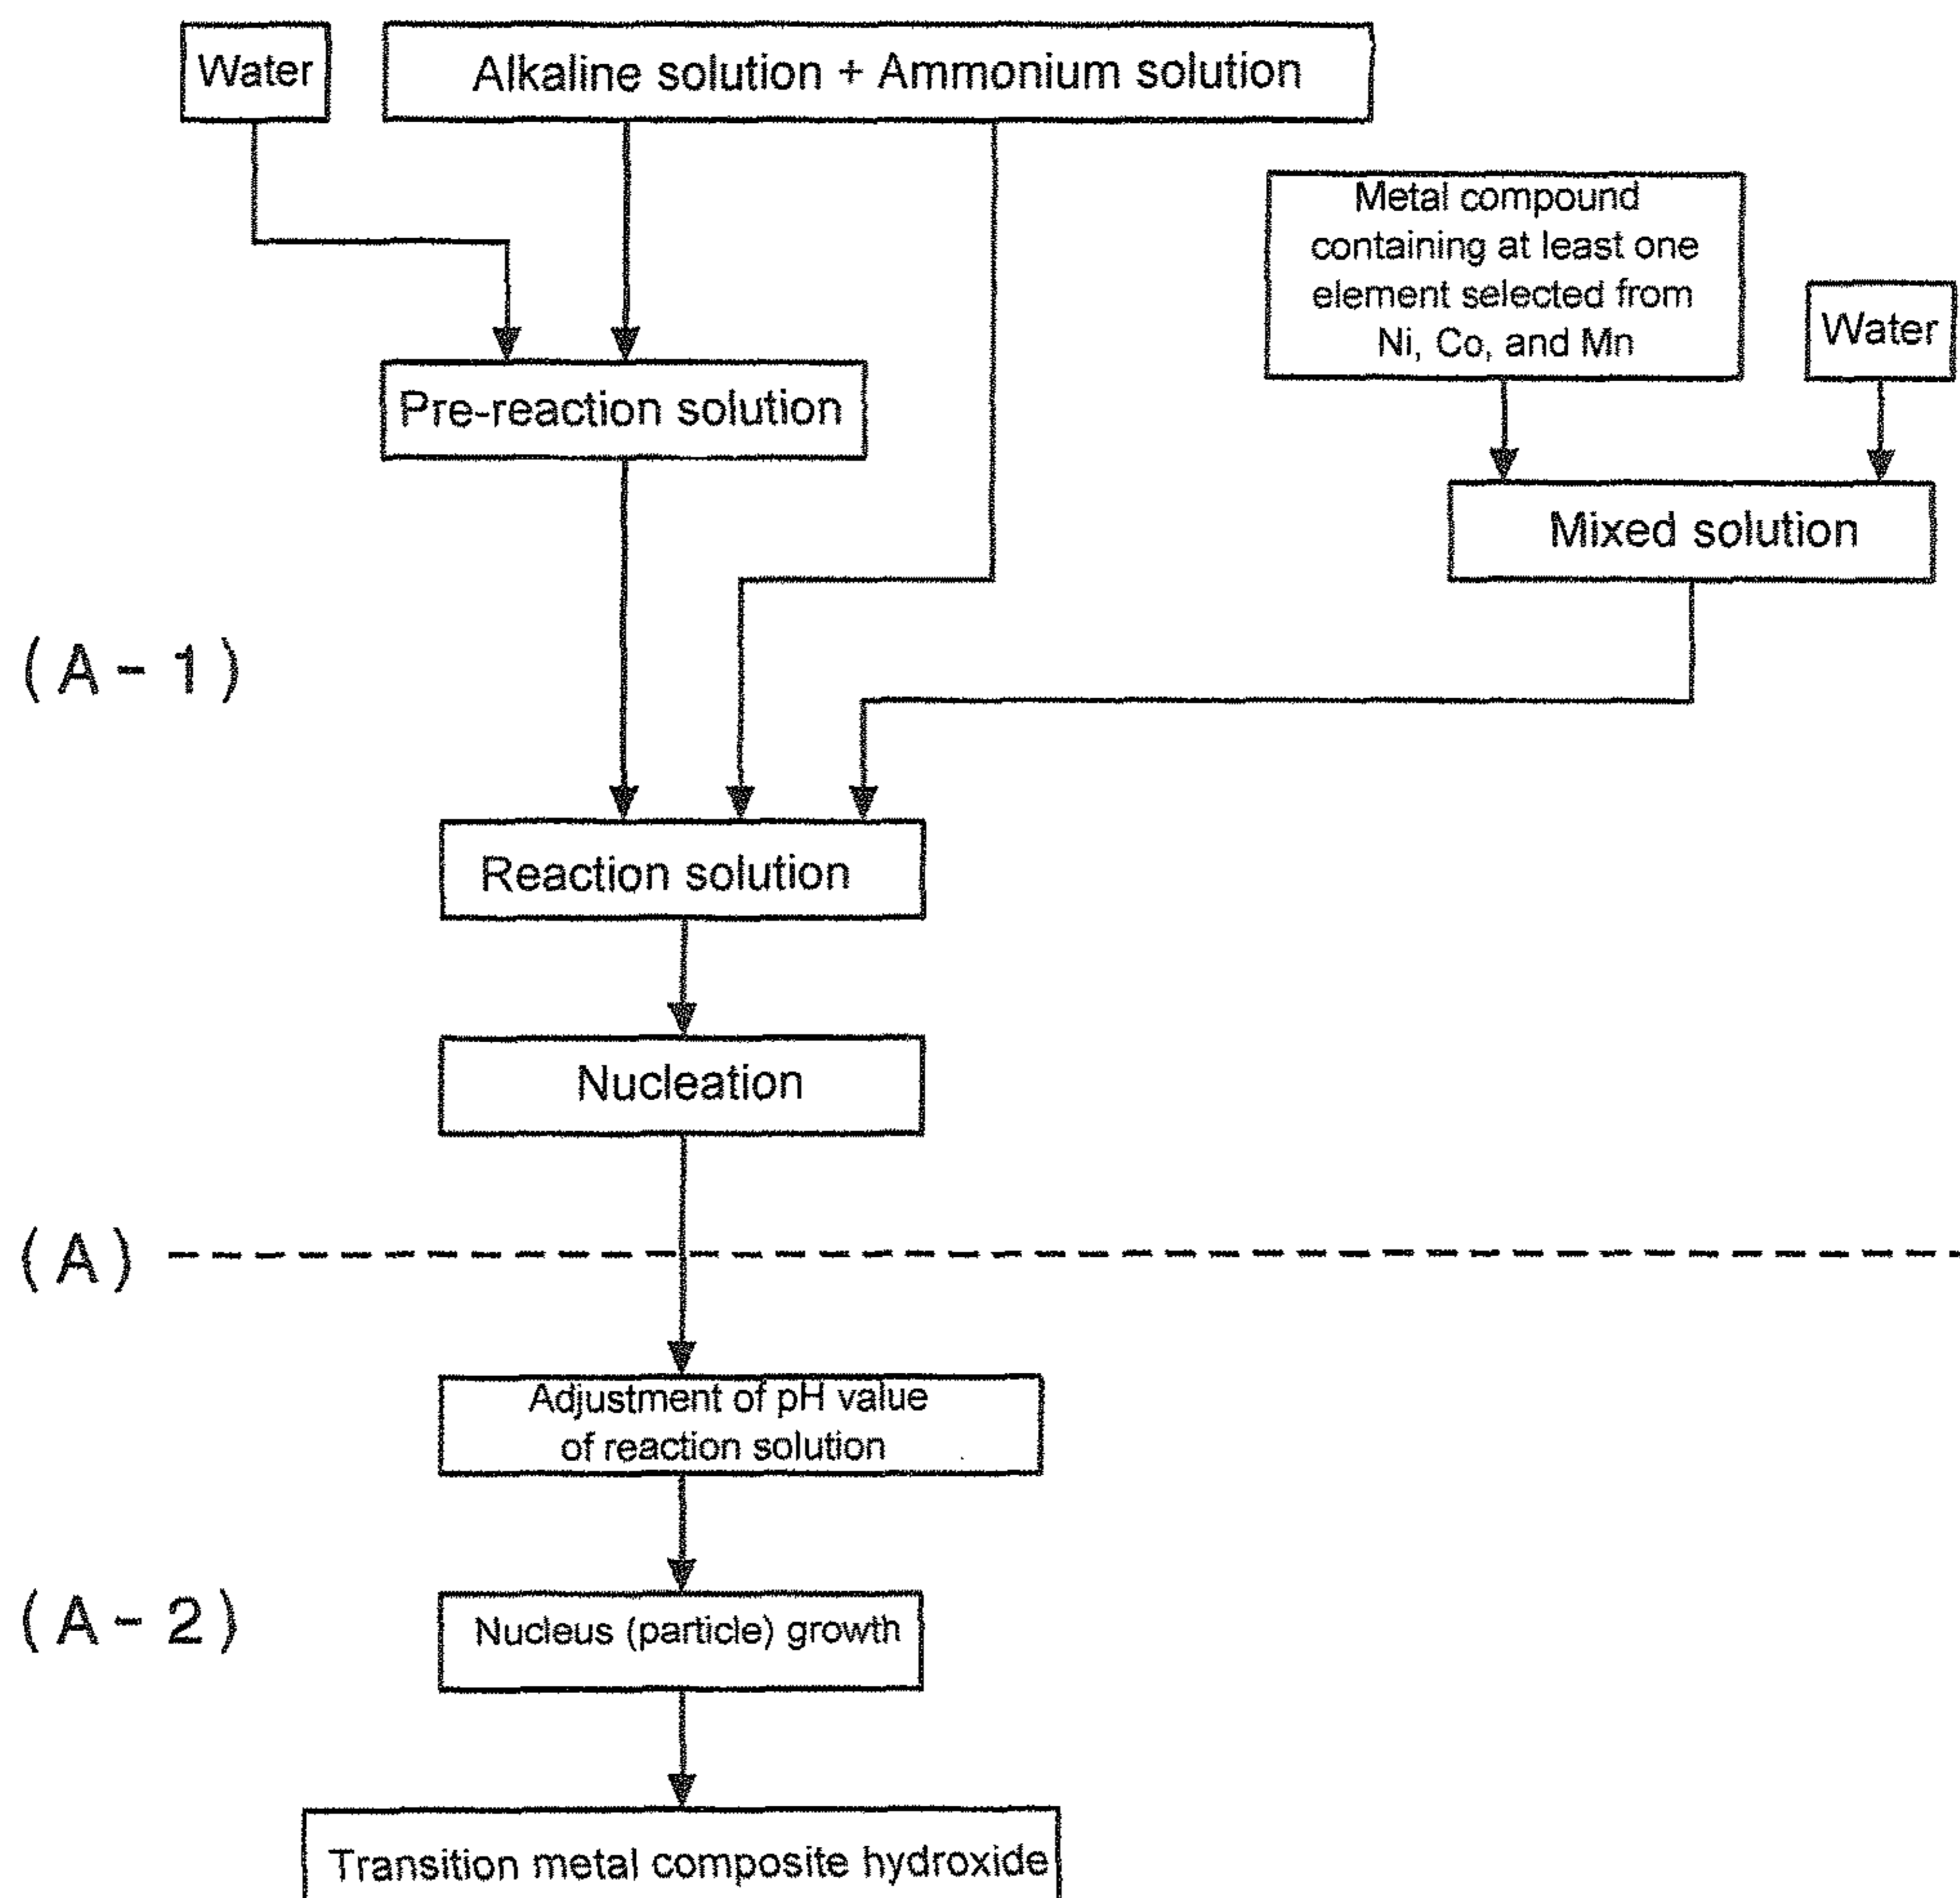 Water
Alkaline solution + Ammonium solution
Metal compound
containing at least one
element selected from
Ni, Co, and Mn
Water
Pre-reaction solution
Mixed solution
(A-1)
Reaction solution
Nucleation
(A)
Adjustment of pH value
of reaction solution
(A-2)
Nucleus (particle) growth
Transition metal composite hydroxide